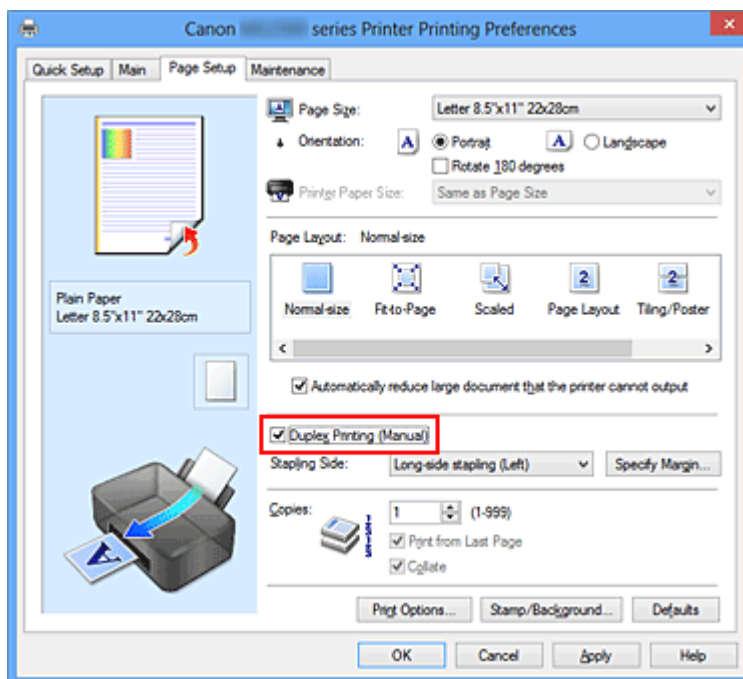 Canon series Printer Printing Preferences
Quick Setup Main Page Setup Maintenance
Page Size: Letter 8.5"x11" 22x28cm
Orientation: A Portrait A Landscape
Rotate 180 degrees
Printer Paper Size: Same as Page Size
Page Layout: Normal-size
Normal-size Fit-to-Page Scaled Page Layout Tiling/Poster
Plain Paper
Letter 8.5"x11" 22x28cm
Automatically reduce large document that the printer cannot output
Duplex Printing (Manual)
Stapling Side: Long-side stapling (Left) Specify Margin...
Copies: 1 (1-999)
Print from Last Page
Collate
Print Options... Stamp/Background... Defaults
OK Cancel Apply Help